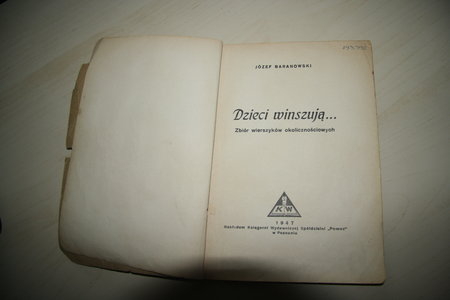 JÓZEF BARANOWSKI
Dzieci winszują...
Zbiór wierszyków okolicznościowych
K W
1947
Nakładem Księgarni Wydawniczej Spółdzielni „Pomoc”
w Poznaniu